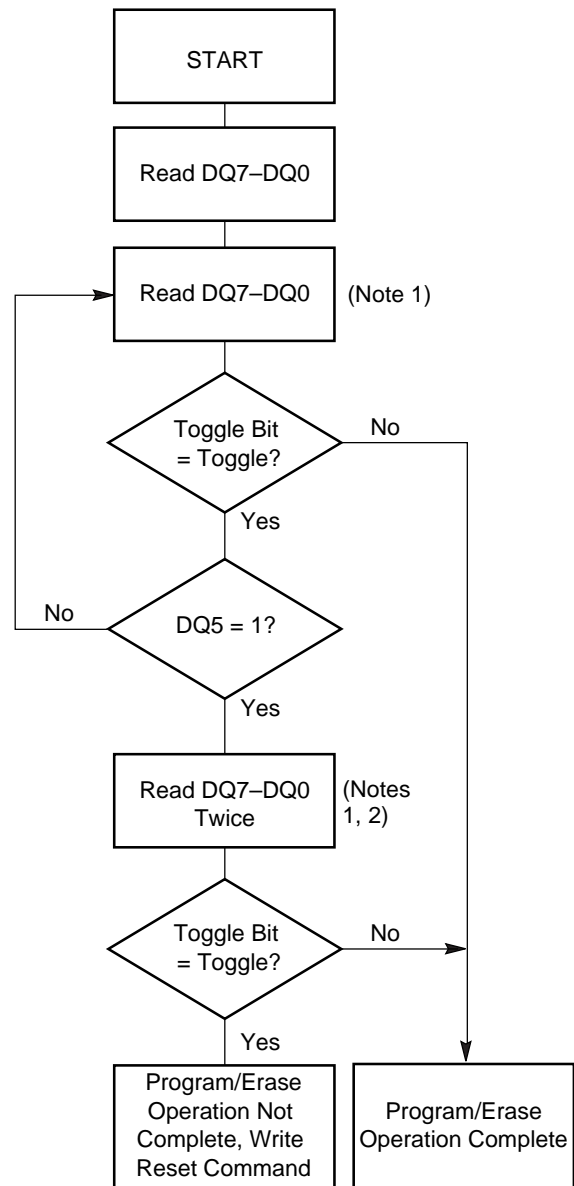 START
Read DQ7–DQ0
Read DQ7–DQ0
(Note 1)
Toggle Bit
= Toggle?
No
Yes
No
DQ5 = 1?
Yes
Read DQ7–DQ0
Twice
(Notes
1, 2)
Toggle Bit
= Toggle?
No
Yes
Program/Erase
Operation Not
Complete, Write
Reset Command
Program/Erase
Operation Complete